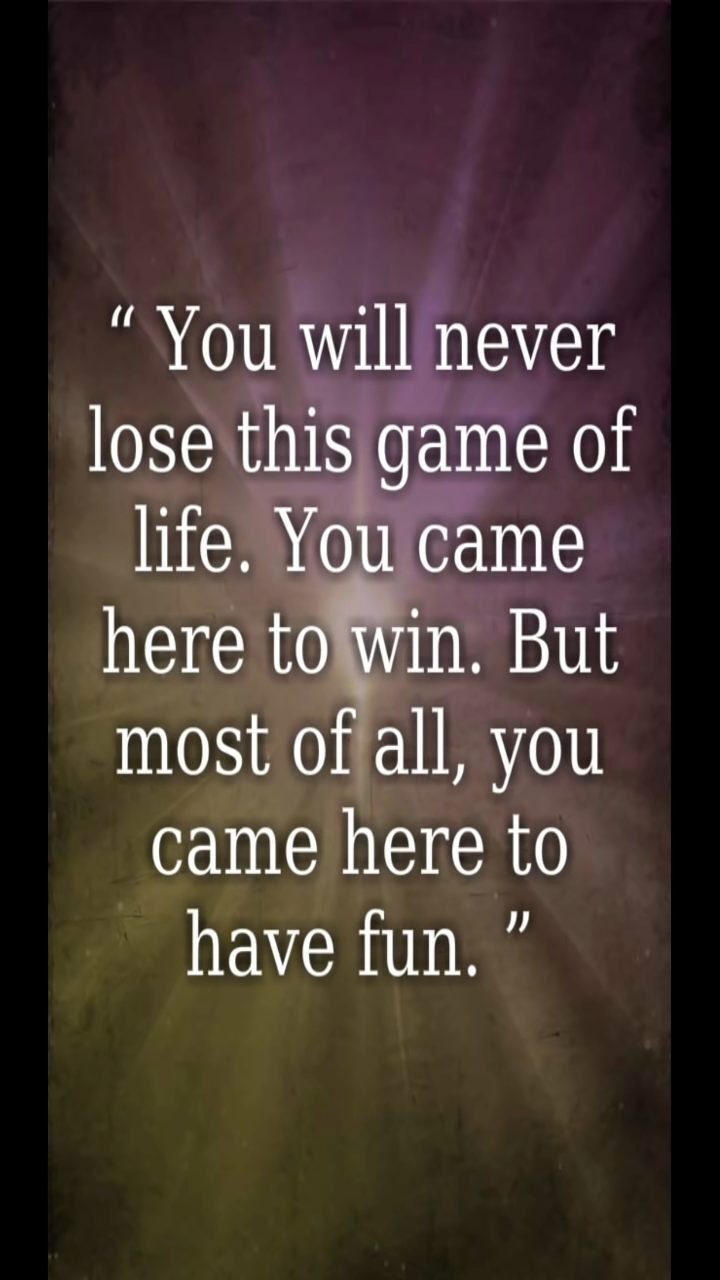 “ You will never
lose this game of
life. You came
here to win. But
most of all, you
came here to
have fun. ”